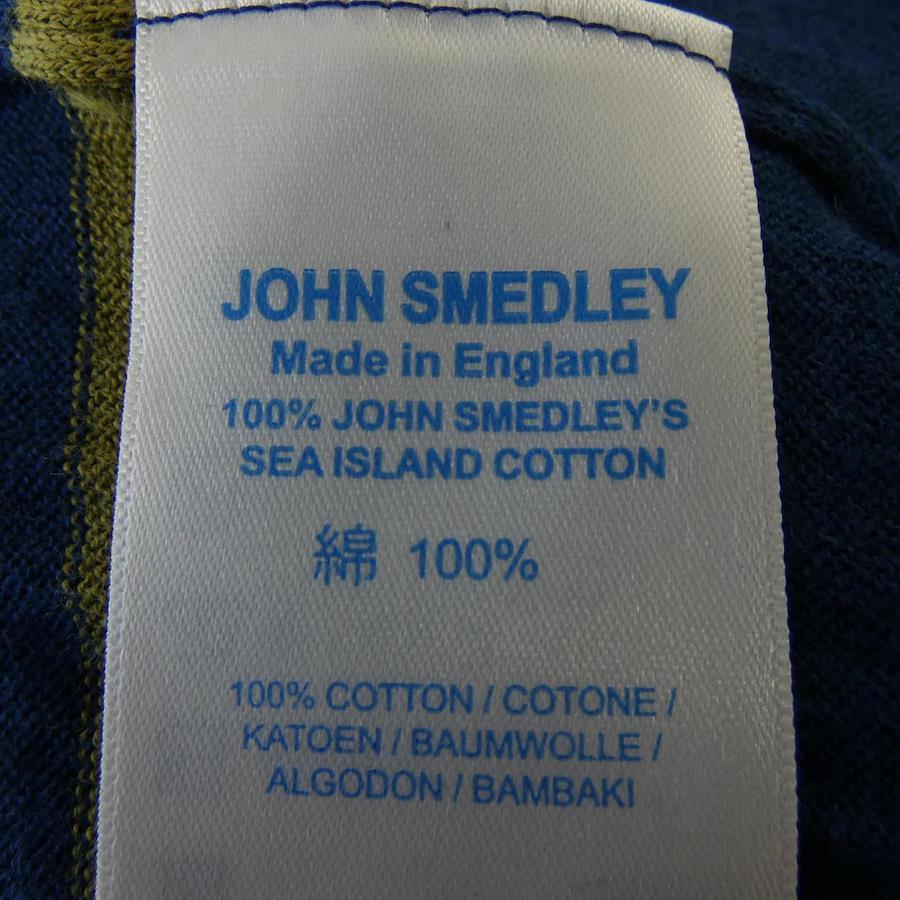 JOHN SMEDLEY
Made in England
100% JOHN SMEDLEY'S
SEA ISLAND COTTON
綿 100%
100% COTTON / COTONE /
KATOEN / BAUMWOLLE /
ALGODON / BAMBAKI